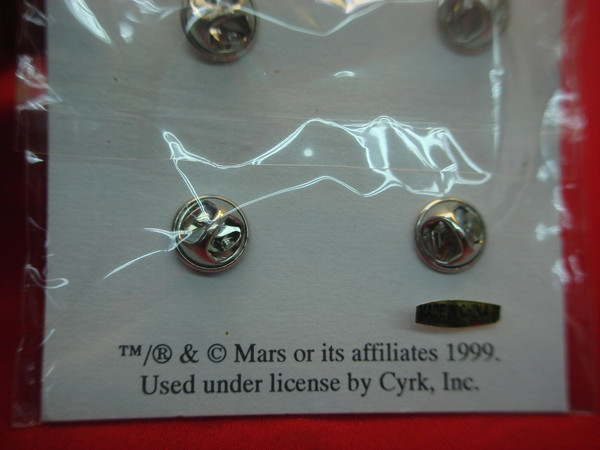 ™/® & © Mars or its affiliates 1999.
Used under license by Cyrk, Inc.